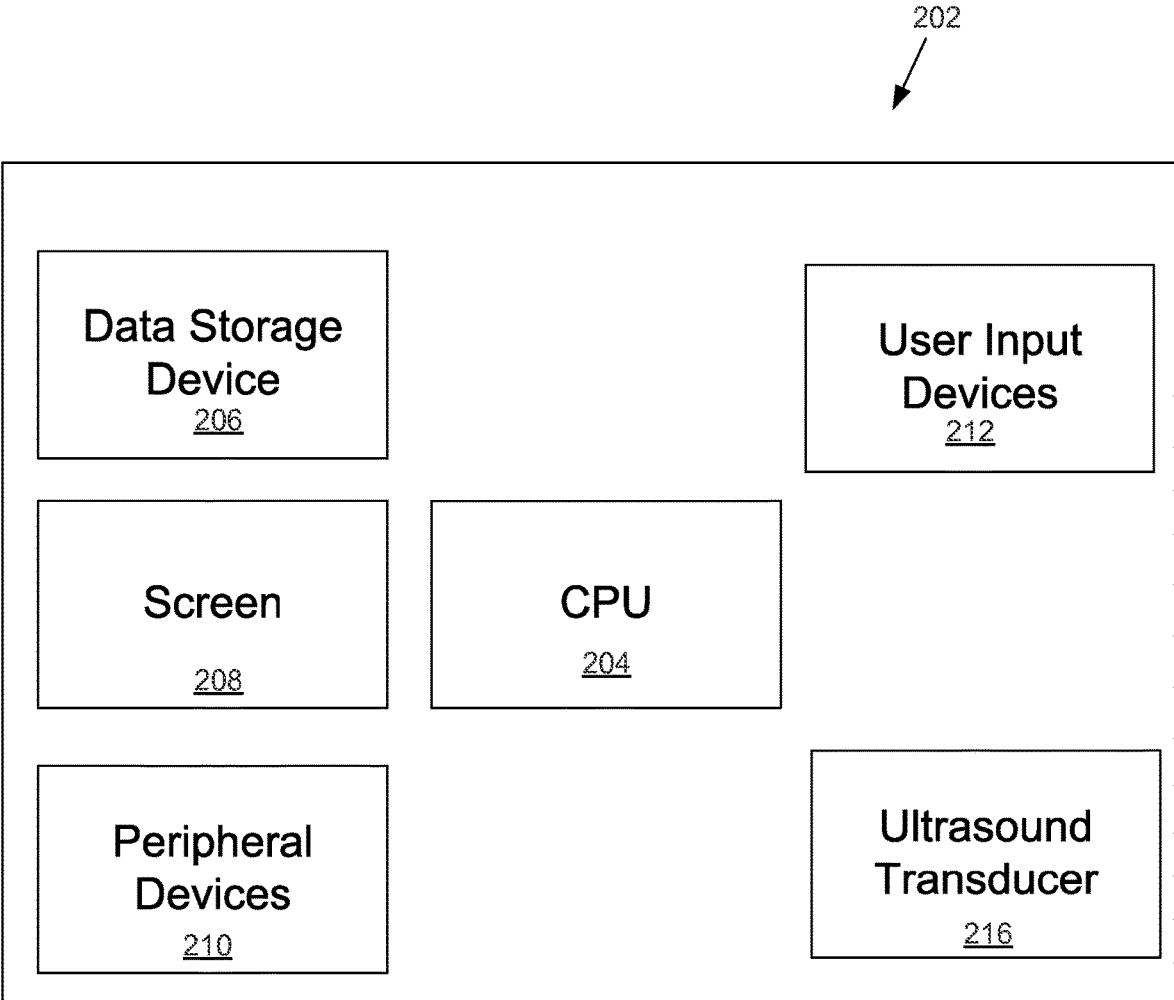 202
Data Storage
Device
206
User Input
Devices
212
Screen
208
CPU
204
Peripheral
Devices
210
Ultrasound
Transducer
216